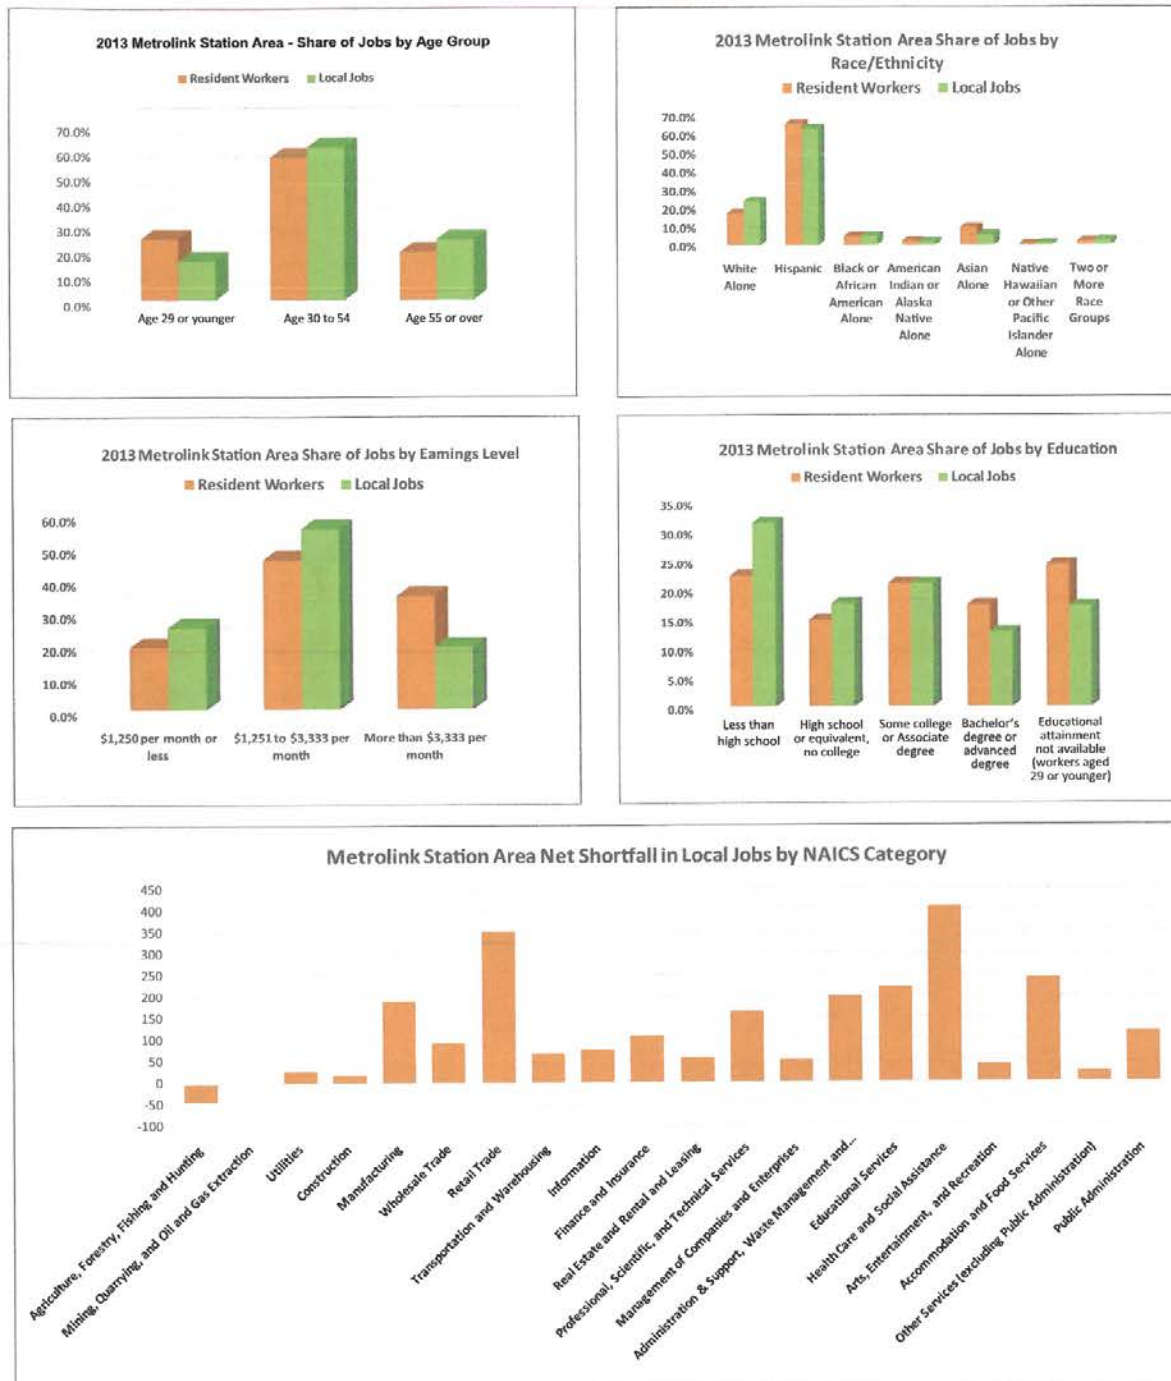 2013 Metrolink Station Area - Share of Jobs by Age Group
Resident Workers Local Jobs
70.0%
60.0%
50.0%
40.0%
30.0%
20.0%
10.0%
0.0%
Age 29 or younger Age 30 to 54 Age 55 or over
2013 Metrolink Station Area Share of Jobs by
Race/Ethnicity
Resident Workers Local Jobs
70.0%
60.0%
50.0%
40.0%
30.0%
20.0%
10.0%
0.0%
White
Alone
Hispanic
Black or
African
American
Alone
American
Indian or
Alaska
Native
Alone
Asian
Alone
Native
Hawaiian
or Other
Pacific
Islander
Alone
Two or
More
Race
Groups
2013 Metrolink Station Area Share of Jobs by Earnings Level
Resident Workers Local Jobs
60.0%
50.0%
40.0%
30.0%
20.0%
10.0%
0.0%
$1,250 per month or
less
$1,251 to $3,333 per
month
More than $3,333 per
month
2013 Metrolink Station Area Share of Jobs by Education
Resident Workers Local Jobs
35.0%
30.0%
25.0%
20.0%
15.0%
10.0%
5.0%
0.0%
Less than
high school
High school
or equivalent,
no college
Some college
or Associate
degree
Bachelor's
degree or
advanced
degree
Educational
attainment
not available
(workers aged
29 or younger)
Metrolink Station Area Net Shortfall in Local Jobs by NAICS Category
450
400
350
300
250
200
150
100
50
0
-50
-100
Agriculture, Forestry, Fishing and Hunting
Mining, Quarrying, and Oil and Gas Extraction
Utilities
Construction
Manufacturing
Wholesale Trade
Retail Trade
Transportation and Warehousing
Information
Finance and Insurance
Real Estate and Rental and Leasing
Professional, Scientific, and Technical Services
Management of Companies and Enterprises
Administration & Support, Waste Management and...
Educational Services
Health Care and Social Assistance
Arts, Entertainment, and Recreation
Accommodation and Food Services
Other Services (excluding Public Administration)
Public Administration